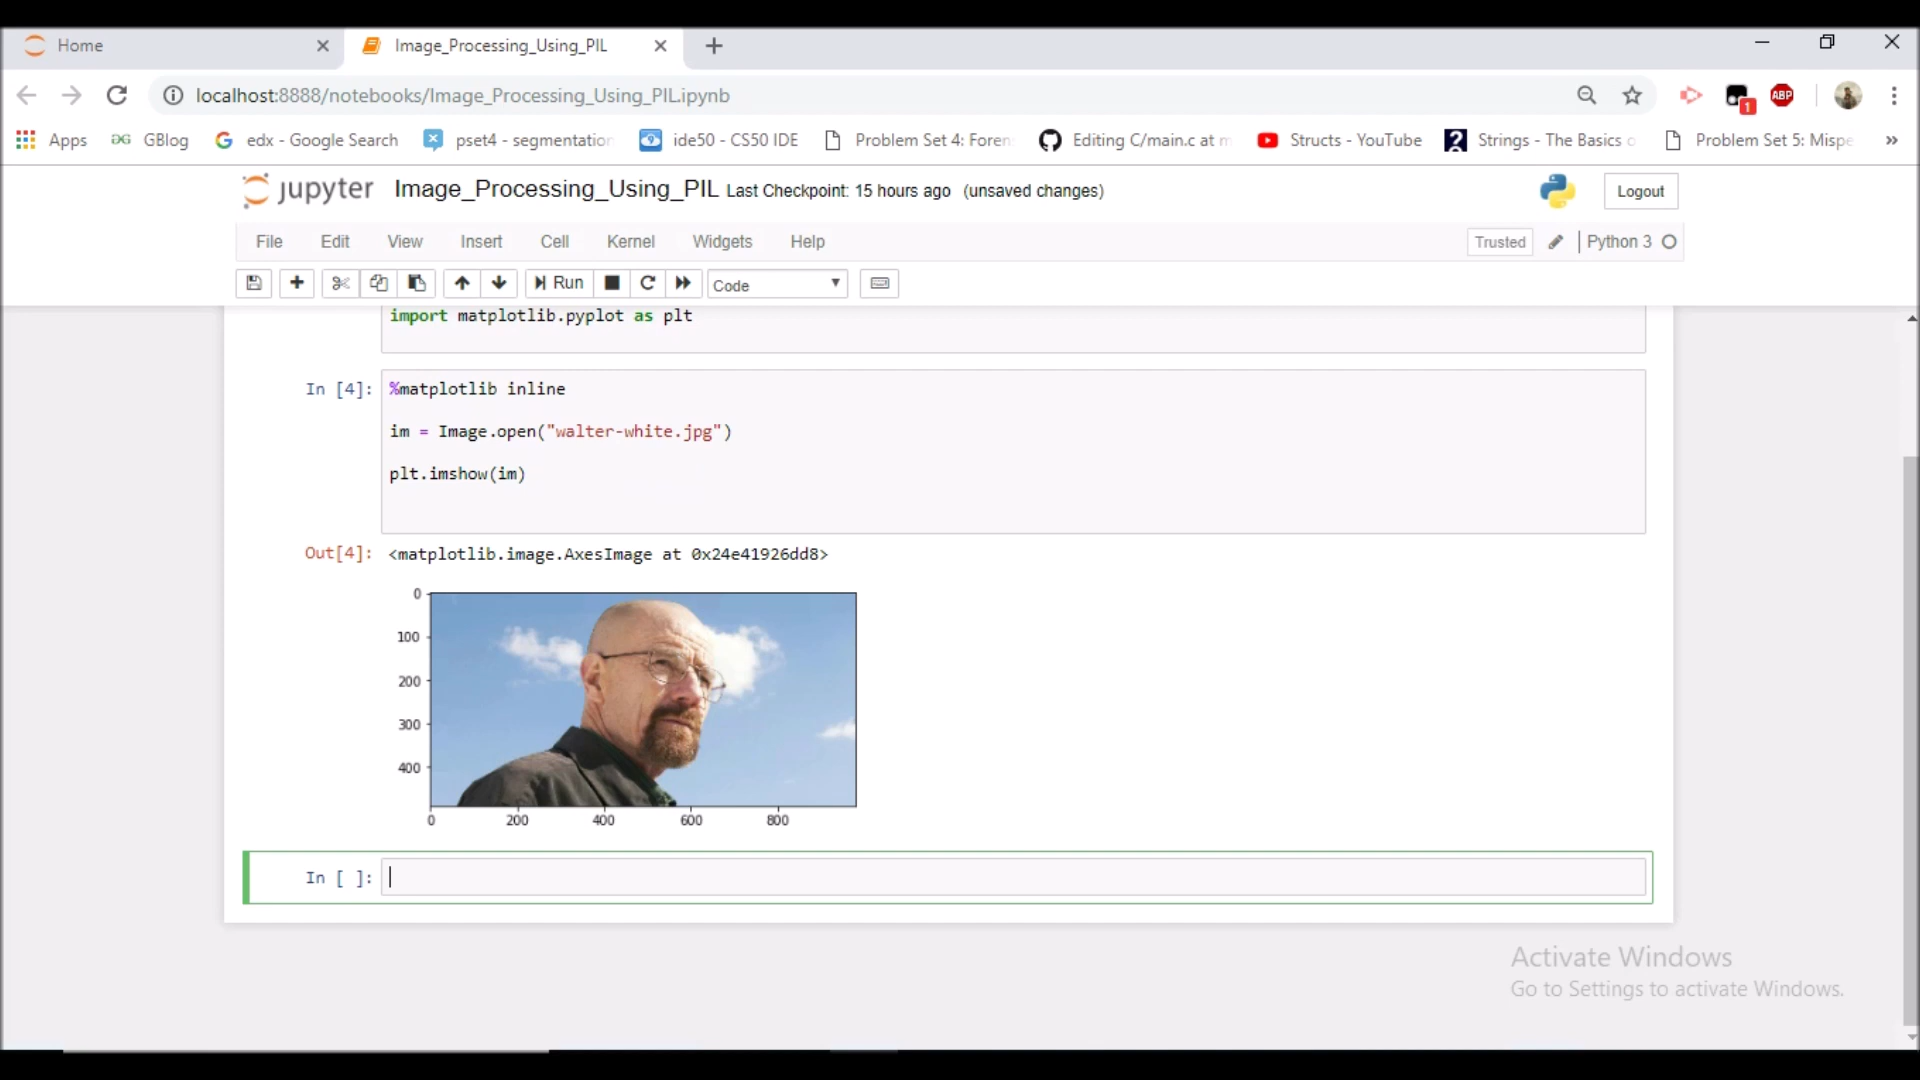 Home
Image_Processing_Using_PIL
localhost:8888/notebooks/Image_Processing_Using_PIL.ipynb
1
ABP
Apps
GBlog
edx - Google Search
pset4 - segmentation
ide50 - CS50 IDE
Problem Set 4: Foren
Editing C/main.c at m
Structs - YouTube
Strings - The Basics o
Problem Set 5: Mispe
»
jupyter Image_Processing_Using_PIL Last Checkpoint: 15 hours ago (unsaved changes)
Logout
File Edit View Insert Cell Kernel Widgets Help
Trusted
Python 3
Run
Code
import matplotlib.pyplot as plt
In [4]: %matplotlib inline
im = Image.open("walter-white.jpg")
plt.imshow(im)
Out[4]: <matplotlib.image.AxesImage at 0x24e41926dd8>
0
100
200
300
400
0 200 400 600 800
In [ ]:
Activate Windows
Go to Settings to activate Windows.